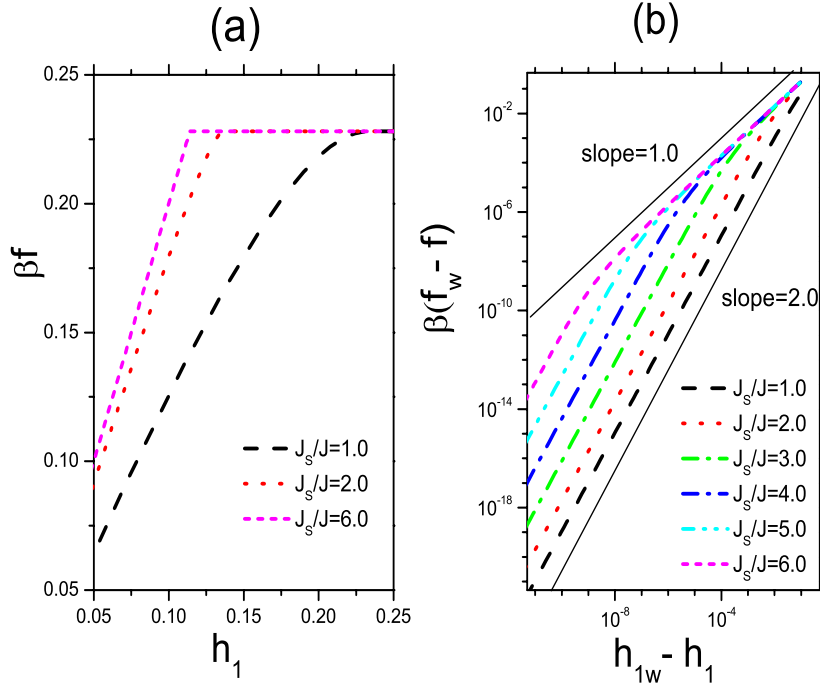 (a)
0.25
0.20
0.15
0.10
0.05
βf
0.05 0.10 0.15 0.20 0.25
h₁
J_S/J=1.0
J_S/J=2.0
J_S/J=6.0
(b)
10⁻²
10⁻⁶
10⁻¹⁰
10⁻¹⁴
10⁻¹⁸
β(f_w - f)
slope=1.0
slope=2.0
J_S/J=1.0
J_S/J=2.0
J_S/J=3.0
J_S/J=4.0
J_S/J=5.0
J_S/J=6.0
10⁻⁸ 10⁻⁴
h_1w - h₁